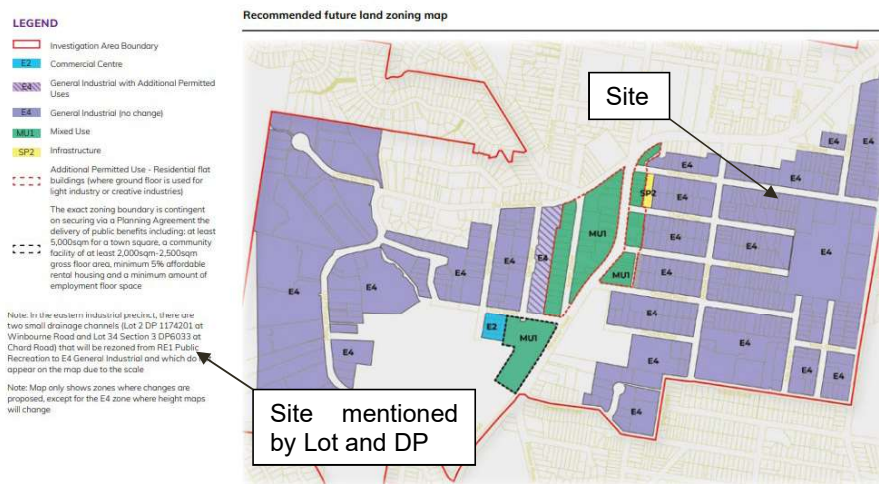 Recommended future land zoning map
LEGEND
Investigation Area Boundary
E2 Commercial Centre
E4 General Industrial with Additional Permitted
Uses
E4 General Industrial (no change)
MU1 Mixed Use
SP2 Infrastructure
Additional Permitted Use - Residential flat
buildings (where ground floor is used for
light industry or creative industries)
The exact zoning boundary is contingent
on securing via a Planning Agreement the
delivery of public benefits including: at least
5,000sqm for a town square, a community
facility of at least 2,000sqm-2,500sqm
gross floor area, minimum 5% affordable
rental housing and a minimum amount of
employment floor space
Note: In the eastern industrial precinct, there are
two small drainage channels (Lot 2 DP 1174201 at
Winbourne Road and Lot 34 Section 3 DP6033 at
Chard Road) that will be rezoned from RE1 Public
Recreation to E4 General Industrial and which do
appear on the map due to the scale
Note: Map only shows zones where changes are
proposed, except for the E4 zone where height maps
will change
Site
Site mentioned
by Lot and DP
E4
E4
E4
SP2
E4
E4
E4
E4
MU1
E4
E4
E4
E4
E4
E4
MU1
E4
E4
E4
E4
E2
MU1
E4
E4
E4
E4
E4
E4